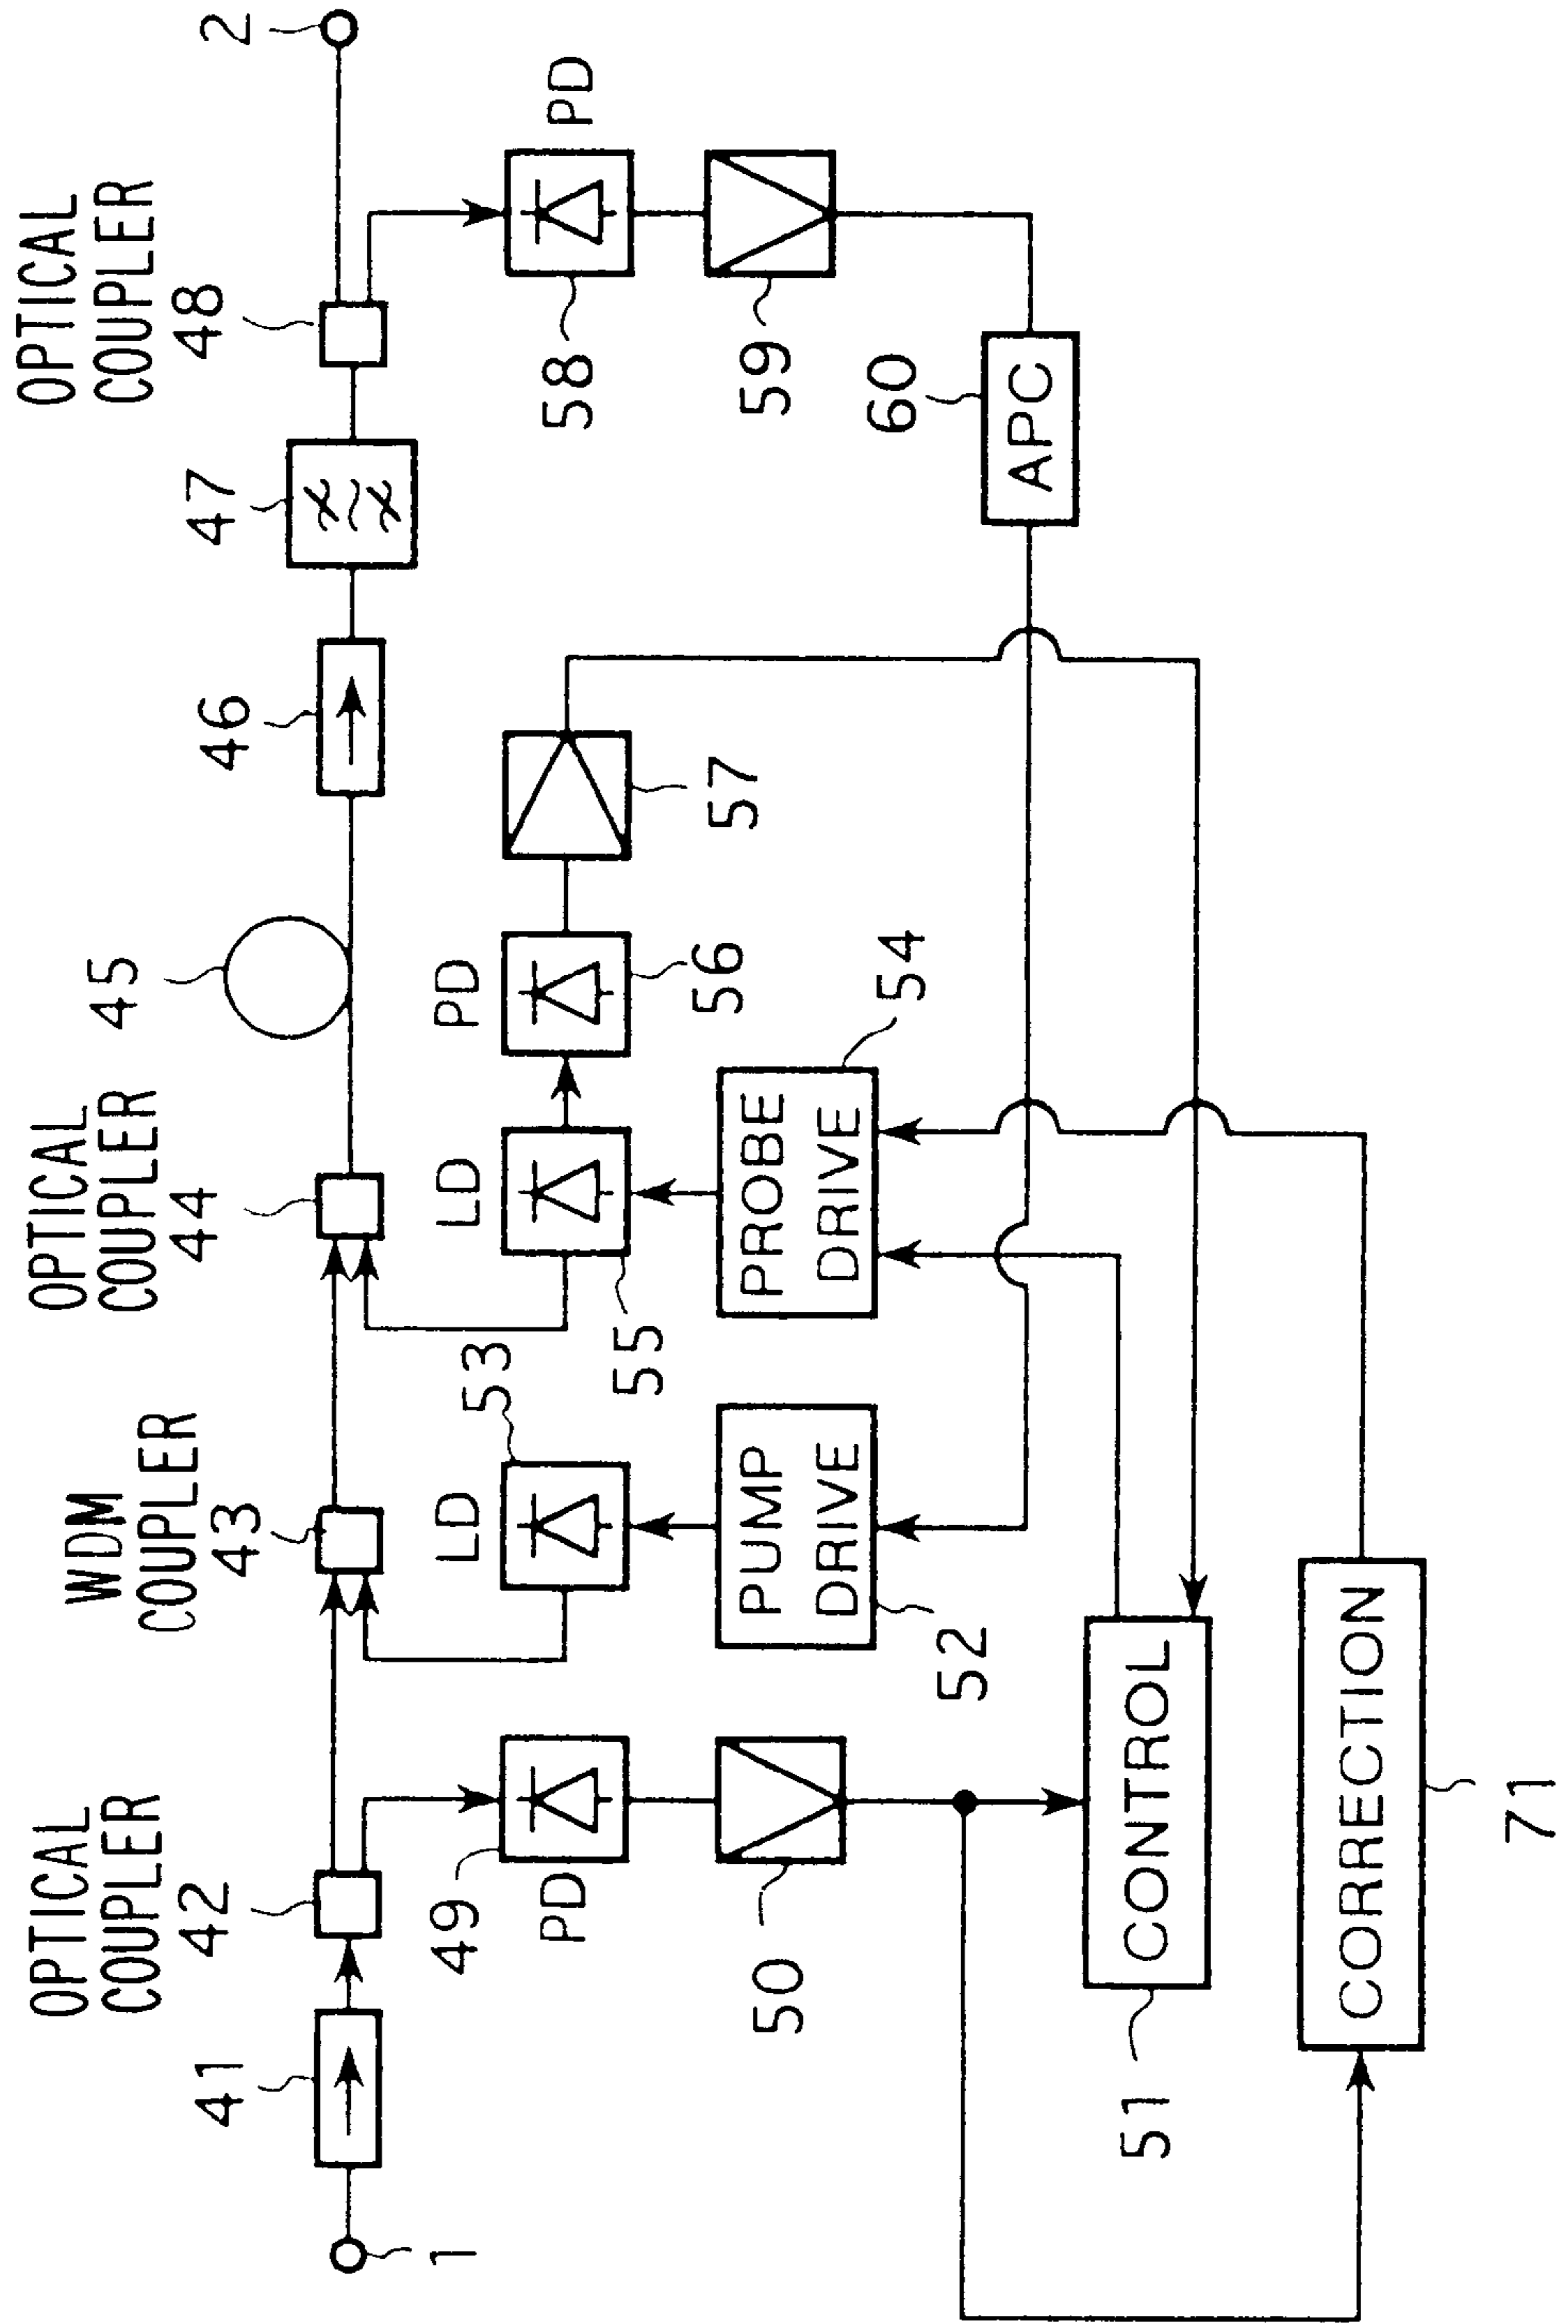 OPTICAL
COUPLER
42
WDM
COUPLER
43
OPTICAL
COUPLER
44
45
46
47
OPTICAL
COUPLER
48
2
1
41
49
PD
LD
53
LD
55
PD
56
57
PD
58
50
PUMP
DRIVE
52
PROBE
DRIVE
54
59
60
APC
CONTROL
51
CORRECTION
71